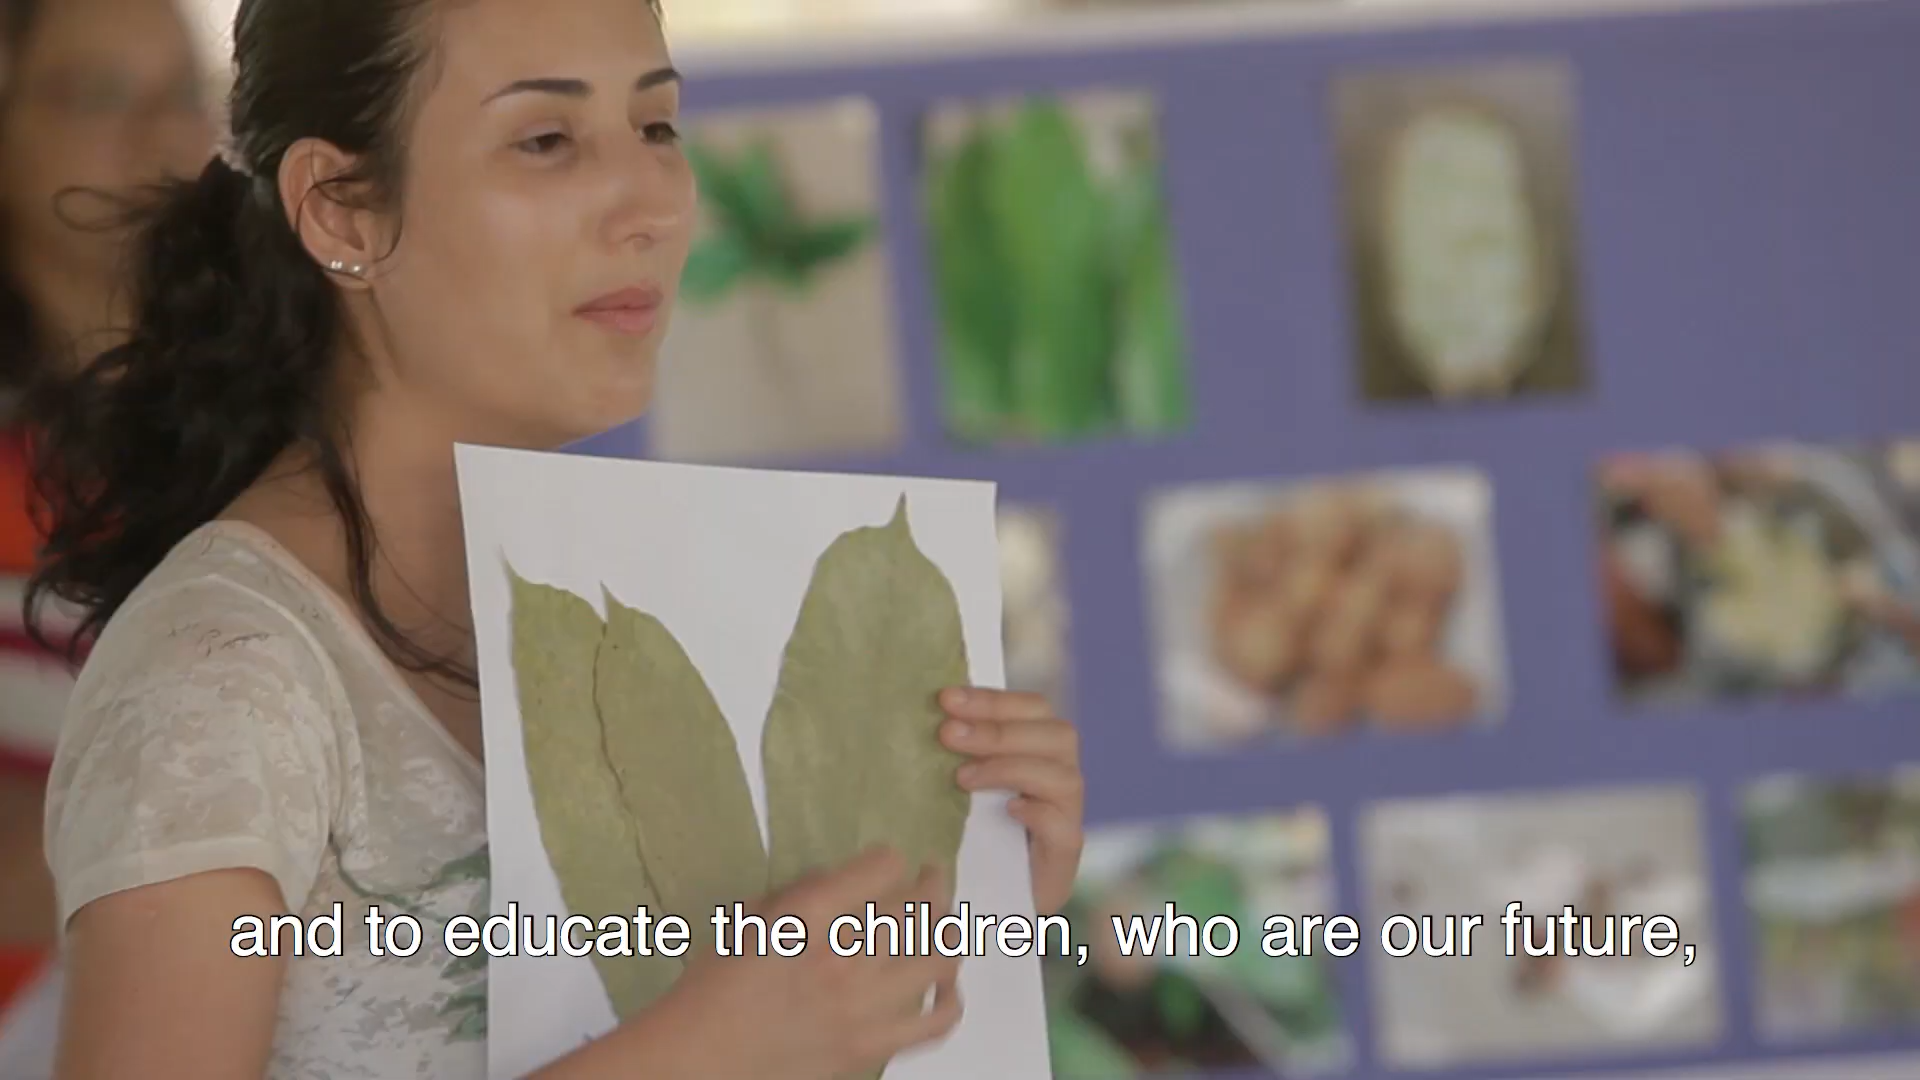 and to educate the children, who are our future,